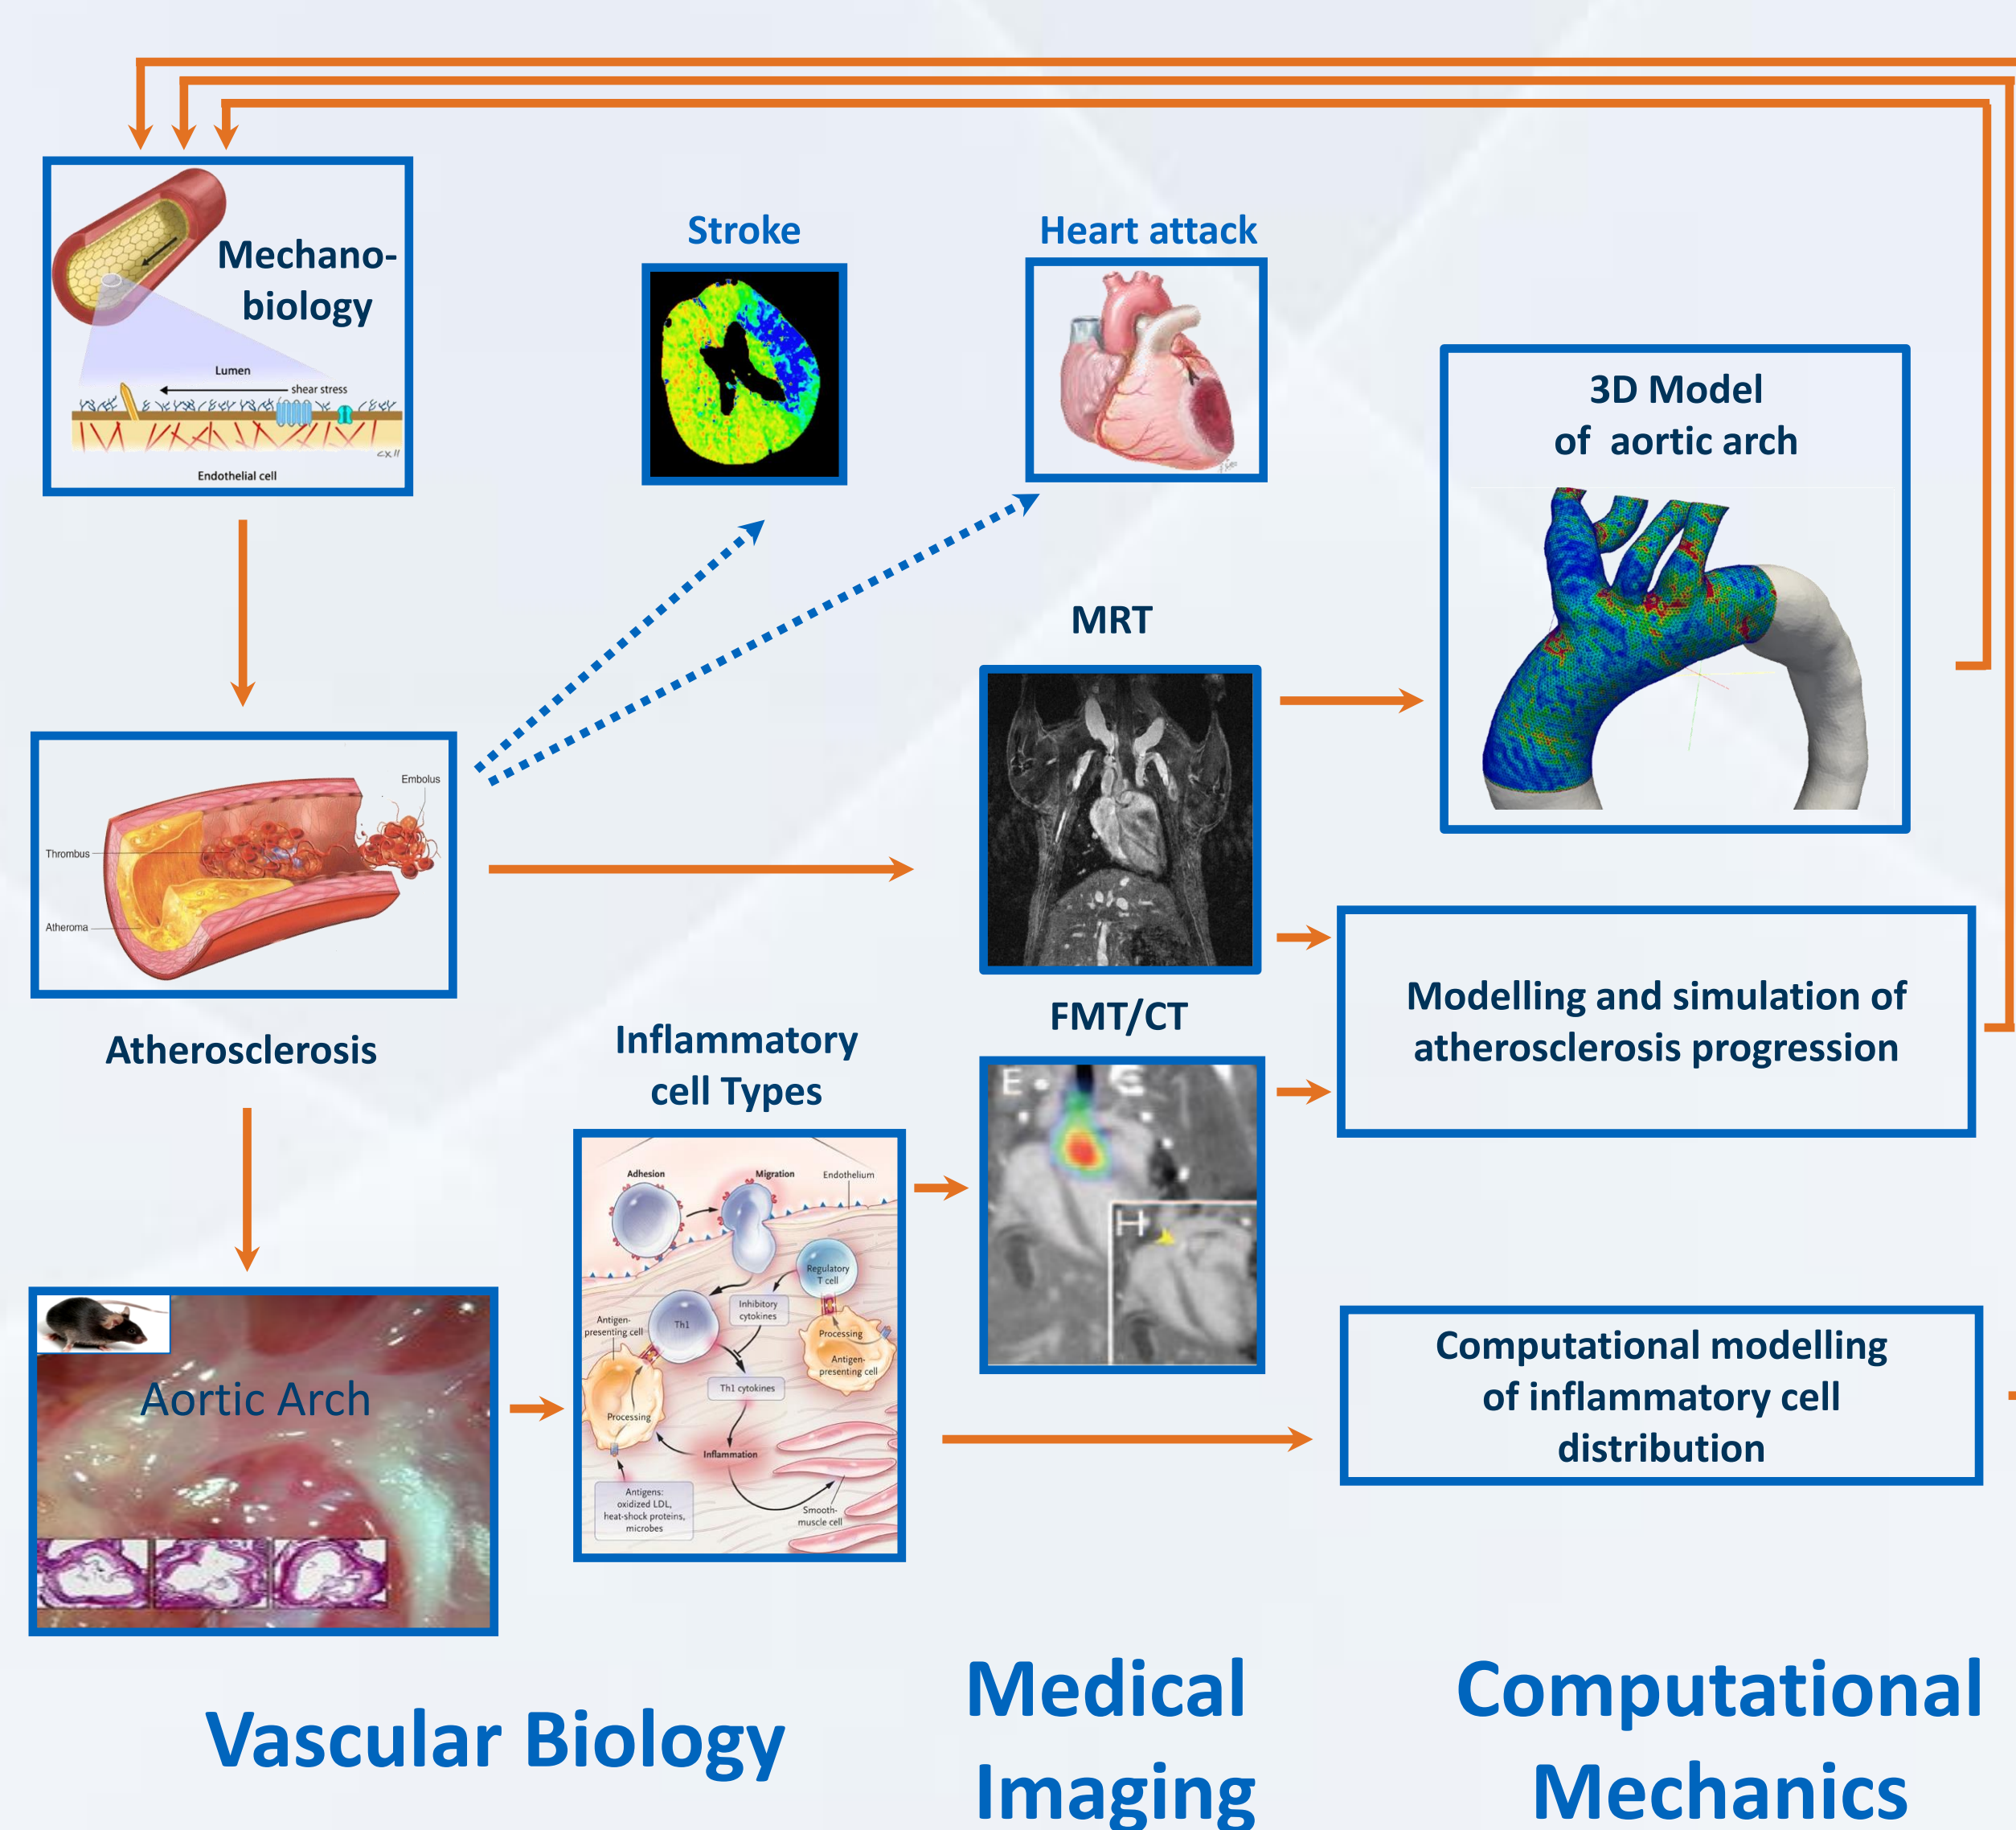 Mechano-
biology
Lumen
shear stress
Endothelial cell
Stroke
Heart attack
3D Model
of aortic arch
MRT
Embolus
Thrombus
Atheroma
Atherosclerosis
Inflammatory
cell Types
FMT/CT
Modelling and simulation of
atherosclerosis progression
E
H
Adhesion
Migration
Endothelium
Regulatory
T cell
Inhibitory
cytokines
Th1
Antigen-
presenting cell
Processing
Antigen-
presenting cell
Th1 cytokines
Processing
Inflammation
Antigens:
oxidized LDL,
heat-shock proteins,
microbes
Smooth-
muscle cell
Aortic Arch
Computational modelling
of inflammatory cell
distribution
Vascular Biology
Medical
Imaging
Computational
Mechanics